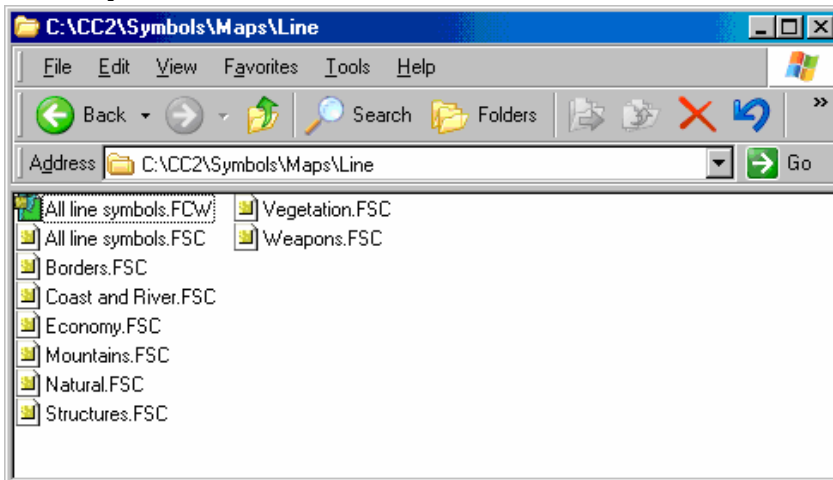 C:\CC2\Symbols\Maps\Line
File Edit View Favorites Tools Help
Back Search Folders »
Address C:\CC2\Symbols\Maps\Line Go
All line symbols.FCW Vegetation.FSC
All line symbols.FSC Weapons.FSC
Borders.FSC
Coast and River.FSC
Economy.FSC
Mountains.FSC
Natural.FSC
Structures.FSC